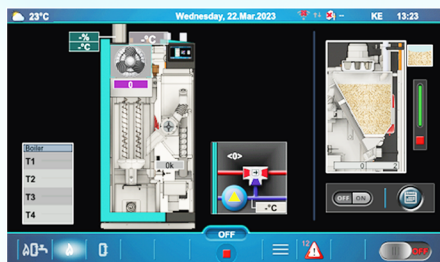 23°C
Wednesday, 22.Mar.2023
KE
13:23
-%
-°C
-°C
0
0k
<0>
-°C
Boiler
T1
T2
T3
T4
0
2
OFF ON
OFF
12
OFF